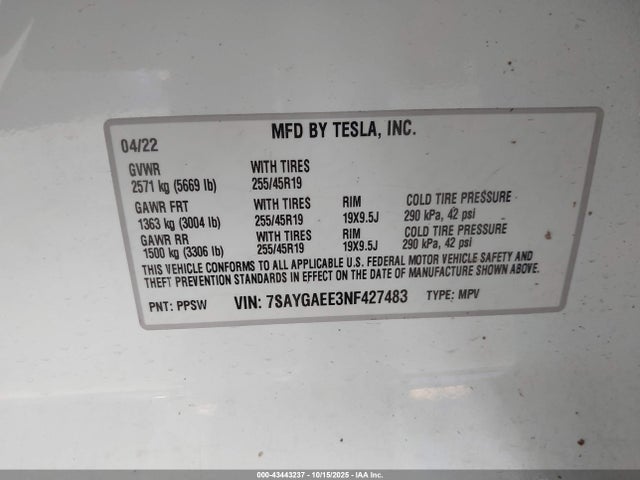 MFD BY TESLA, INC.
04/22
GVWR WITH TIRES
2571 kg (5669 lb) 255/45R19
GAWR FRT WITH TIRES RIM COLD TIRE PRESSURE
1363 kg (3004 lb) 255/45R19 19X9.5J 290 kPa, 42 psi
GAWR RR WITH TIRES RIM COLD TIRE PRESSURE
1500 kg (3306 lb) 255/45R19 19X9.5J 290 kPa, 42 psi
THIS VEHICLE CONFORMS TO ALL APPLICABLE U.S. FEDERAL MOTOR VEHICLE SAFETY AND
THEFT PREVENTION STANDARDS IN EFFECT ON THE DATE OF MANUFACTURE SHOWN ABOVE.
PNT: PPSW VIN: 7SAYGAEE3NF427483 TYPE: MPV
000-43443237 - 10/15/2025 - IAA Inc.